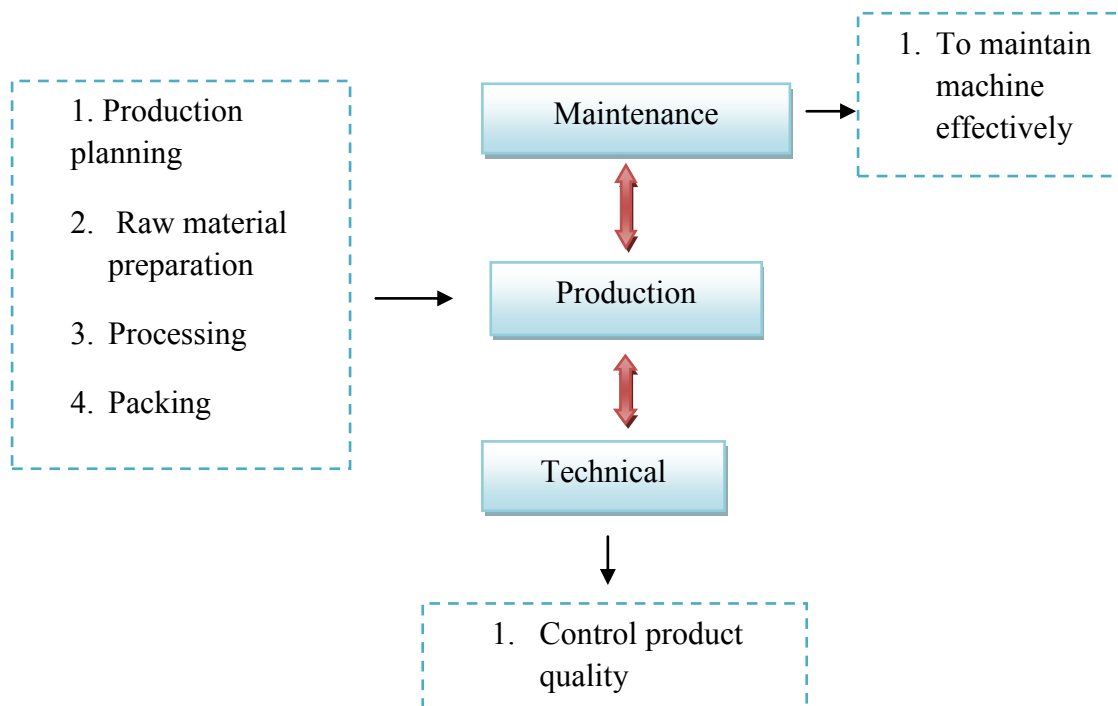 1. To maintain
machine
effectively
1. Production
planning
2. Raw material
preparation
3. Processing
4. Packing
Maintenance
Production
Technical
1. Control product
quality